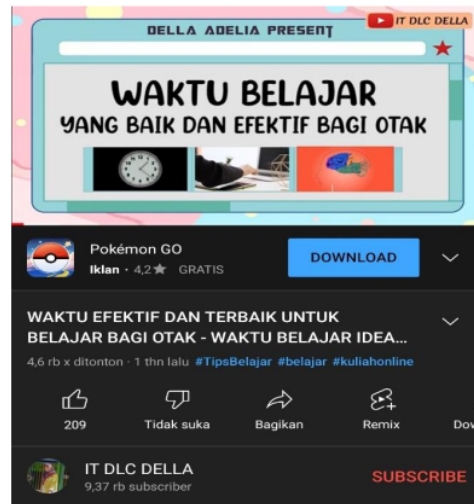 DELLA ADELIA PRESENT
IT DLC DELLA
WAKTU BELAJAR
YANG BAIK DAN EFEKTIF BAGI OTAK
Pokémon GO
Iklan · 4,2★ GRATIS
DOWNLOAD
WAKTU EFEKTIF DAN TERBAIK UNTUK
BELAJAR BAGI OTAK - WAKTU BELAJAR IDEA...
4,6 rb x ditonton · 1 thn lalu #TipsBelajar #belajar #kuliahonline
209
Tidak suka
Bagikan
Remix
Dow
IT DLC DELLA
9,37 rb subscriber
SUBSCRIBE